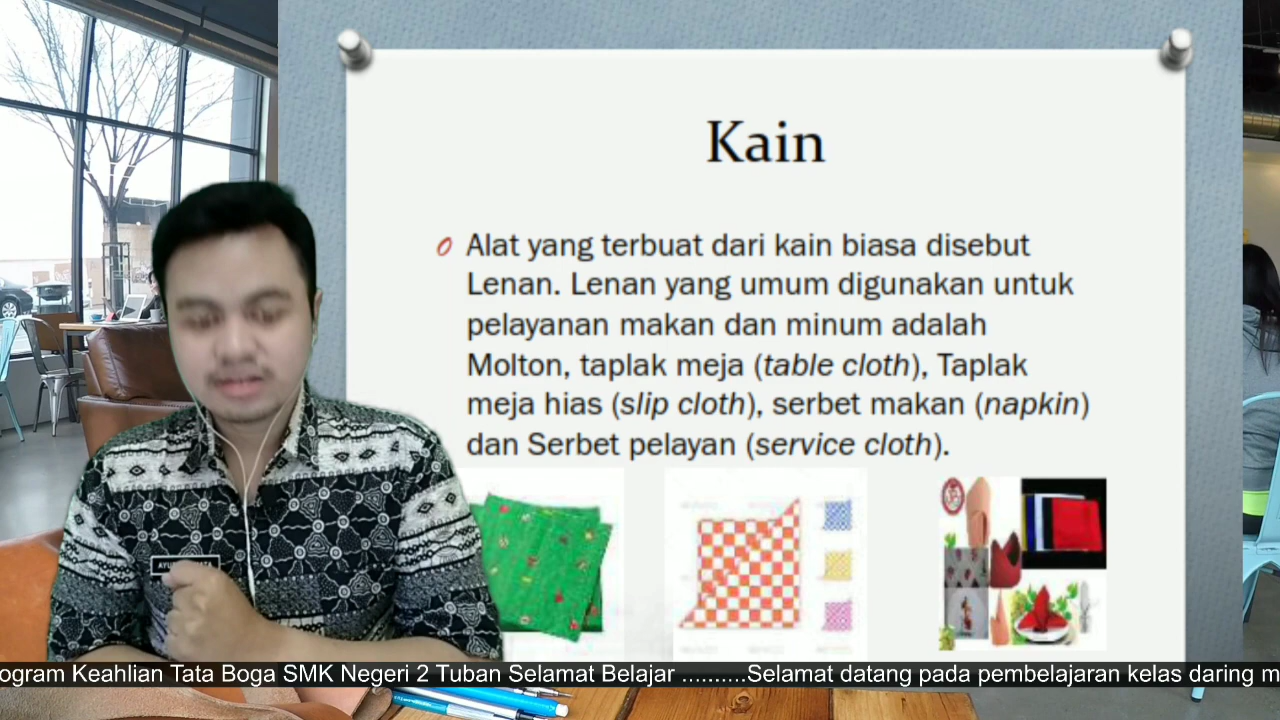 Kain
Alat yang terbuat dari kain biasa disebut
Lenan. Lenan yang umum digunakan untuk
pelayanan makan dan minum adalah
Molton, taplak meja (table cloth), Taplak
meja hias (slip cloth), serbet makan (napkin)
dan Serbet pelayan (service cloth).
ogram Keahlian Tata Boga SMK Negeri 2 Tuban Selamat Belajar ..........Selamat datang pada pembelajaran kelas daring m